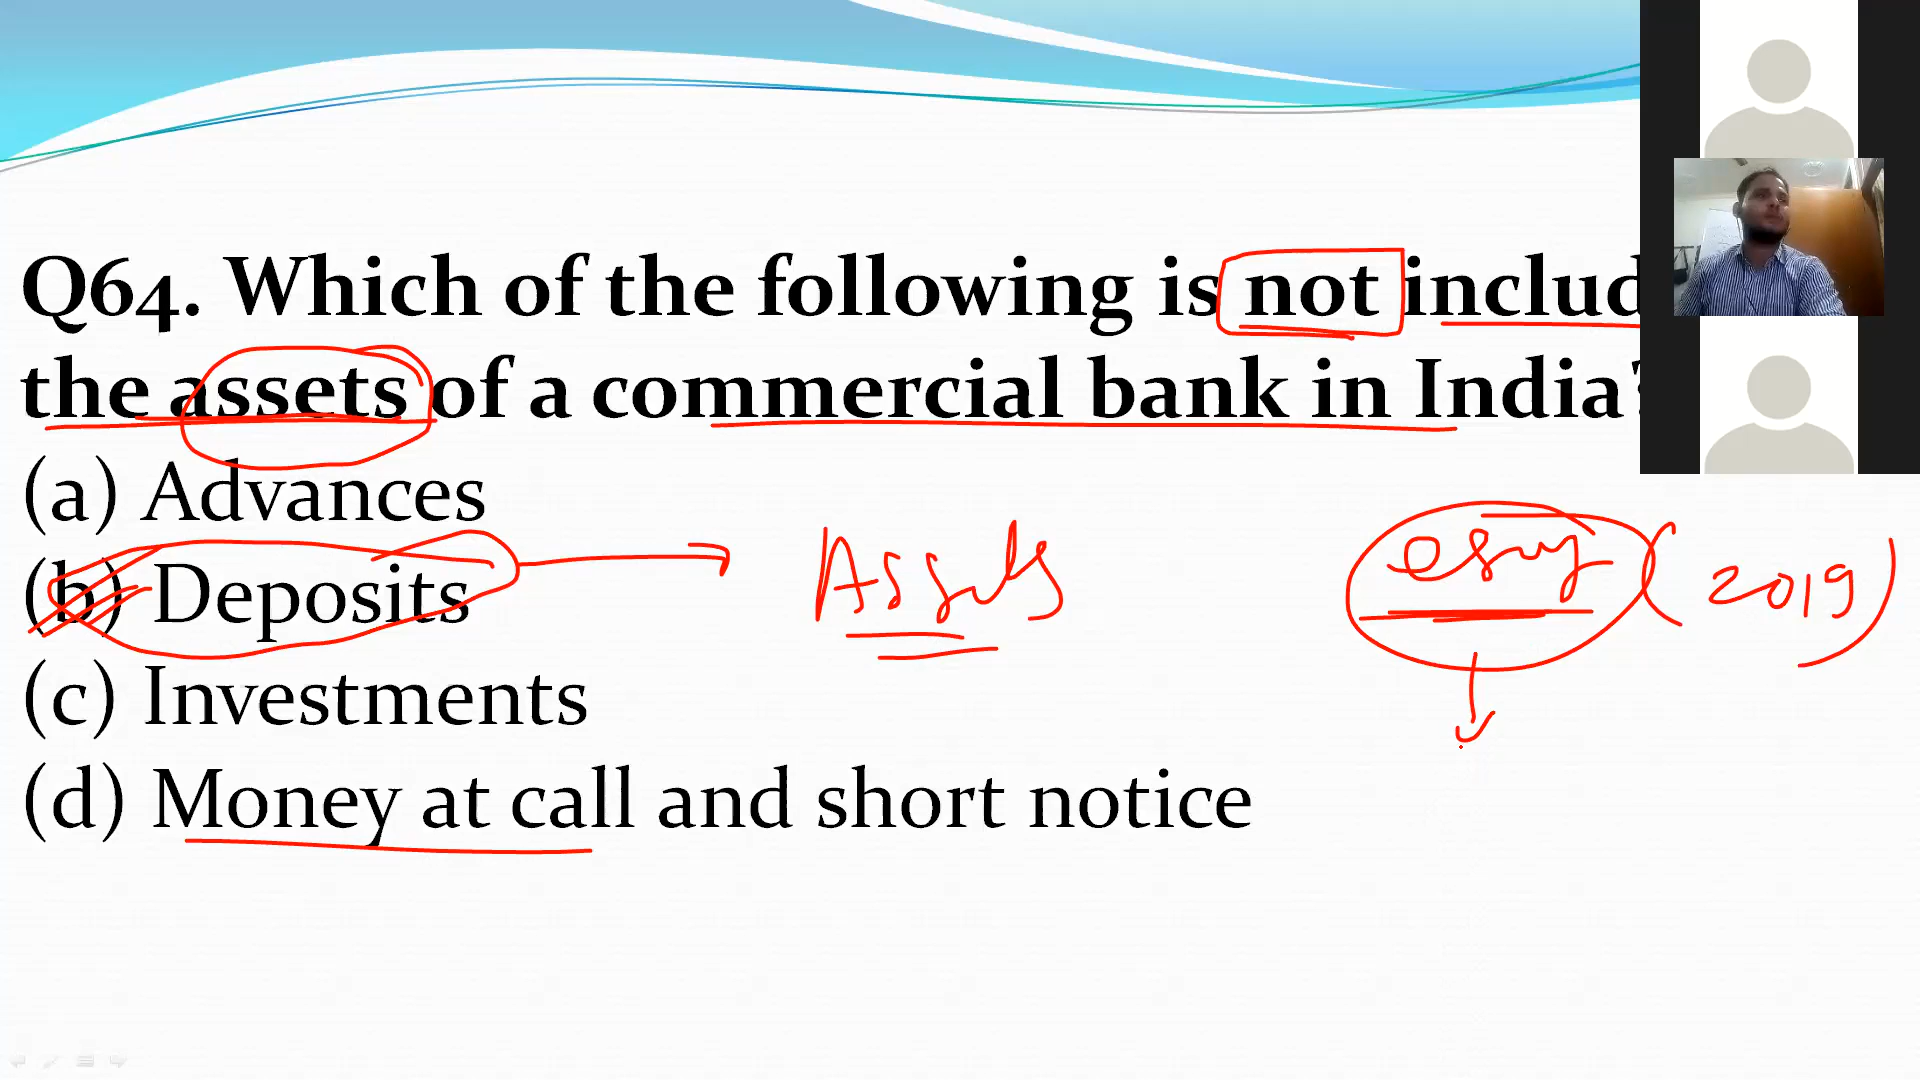 Q64. Which of the following is not includ
the assets of a commercial bank in India?
(a) Advances
(b) Deposits
Assets
easy (2019)
(c) Investments
(d) Money at call and short notice